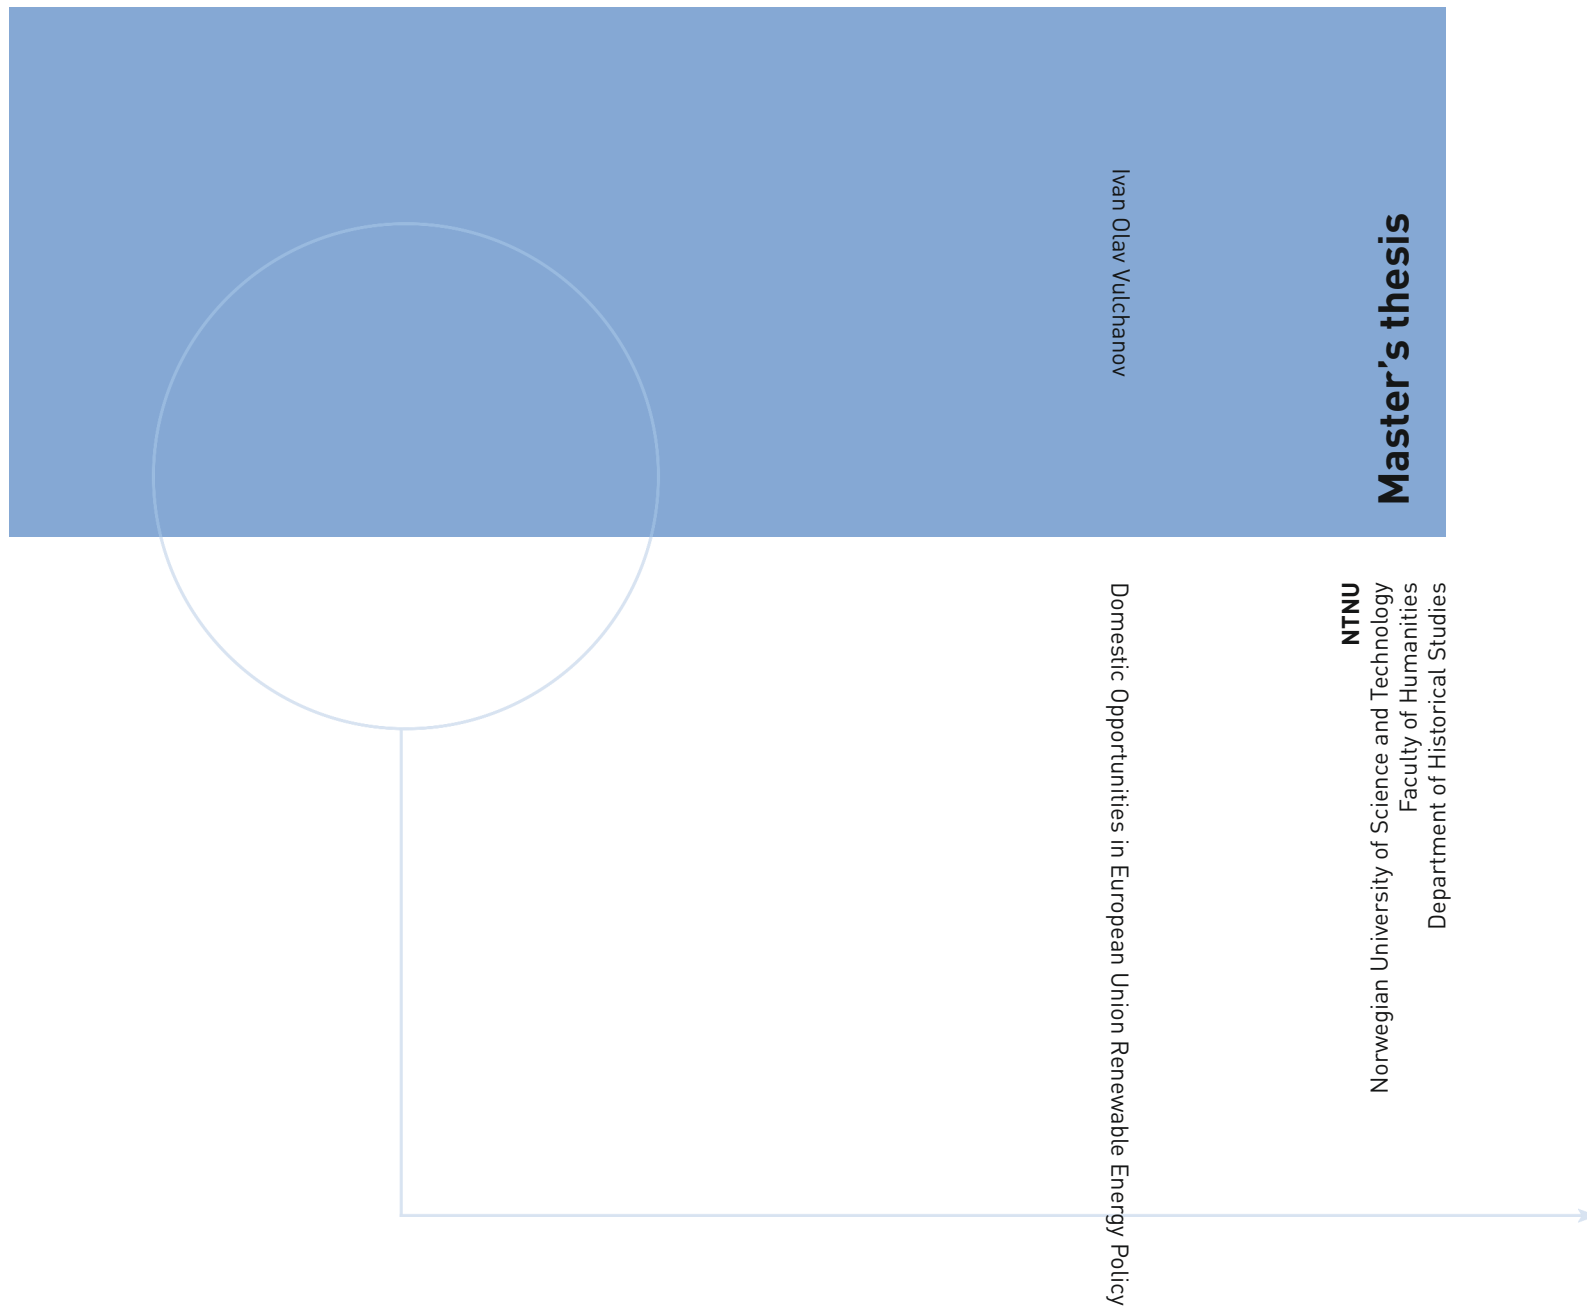 Ivan Olav Vulchanov
Domestic Opportunities in European Union Renewable Energy Policy
Master's thesis
NTNU
Norwegian University of Science and Technology
Faculty of Humanities
Department of Historical Studies